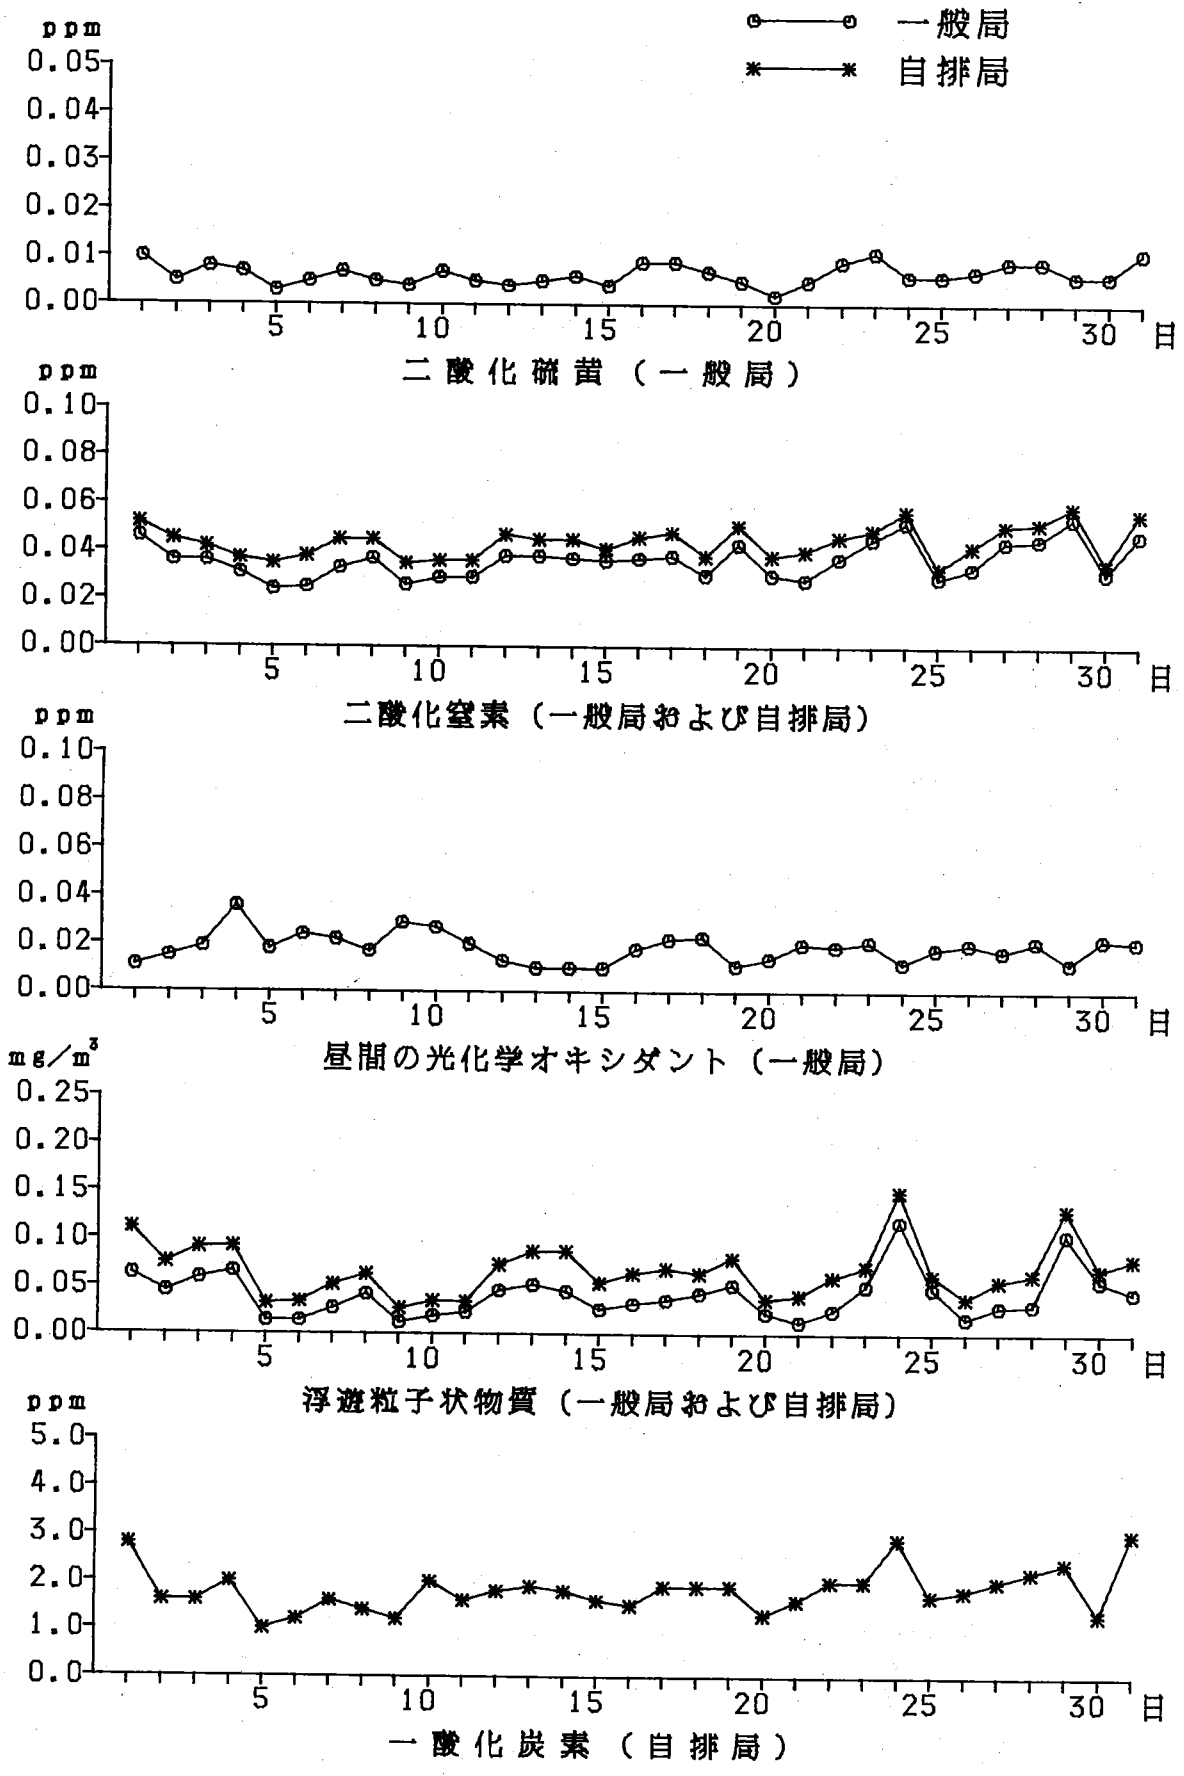 一般局
自排局
ppm
0.05
0.04
0.03
0.02
0.01
0.00
5 10 15 20 25 30 日
二酸化硫黄（一般局）
ppm
0.10
0.08
0.06
0.04
0.02
0.00
5 10 15 20 25 30 日
二酸化窒素（一般局および自排局）
ppm
0.10
0.08
0.06
0.04
0.02
0.00
5 10 15 20 25 30 日
昼間の光化学オキシダント（一般局）
mg/m³
0.25
0.20
0.15
0.10
0.05
0.00
5 10 15 20 25 30 日
浮遊粒子状物質（一般局および自排局）
ppm
5.0
4.0
3.0
2.0
1.0
0.0
5 10 15 20 25 30 日
一酸化炭素（自排局）